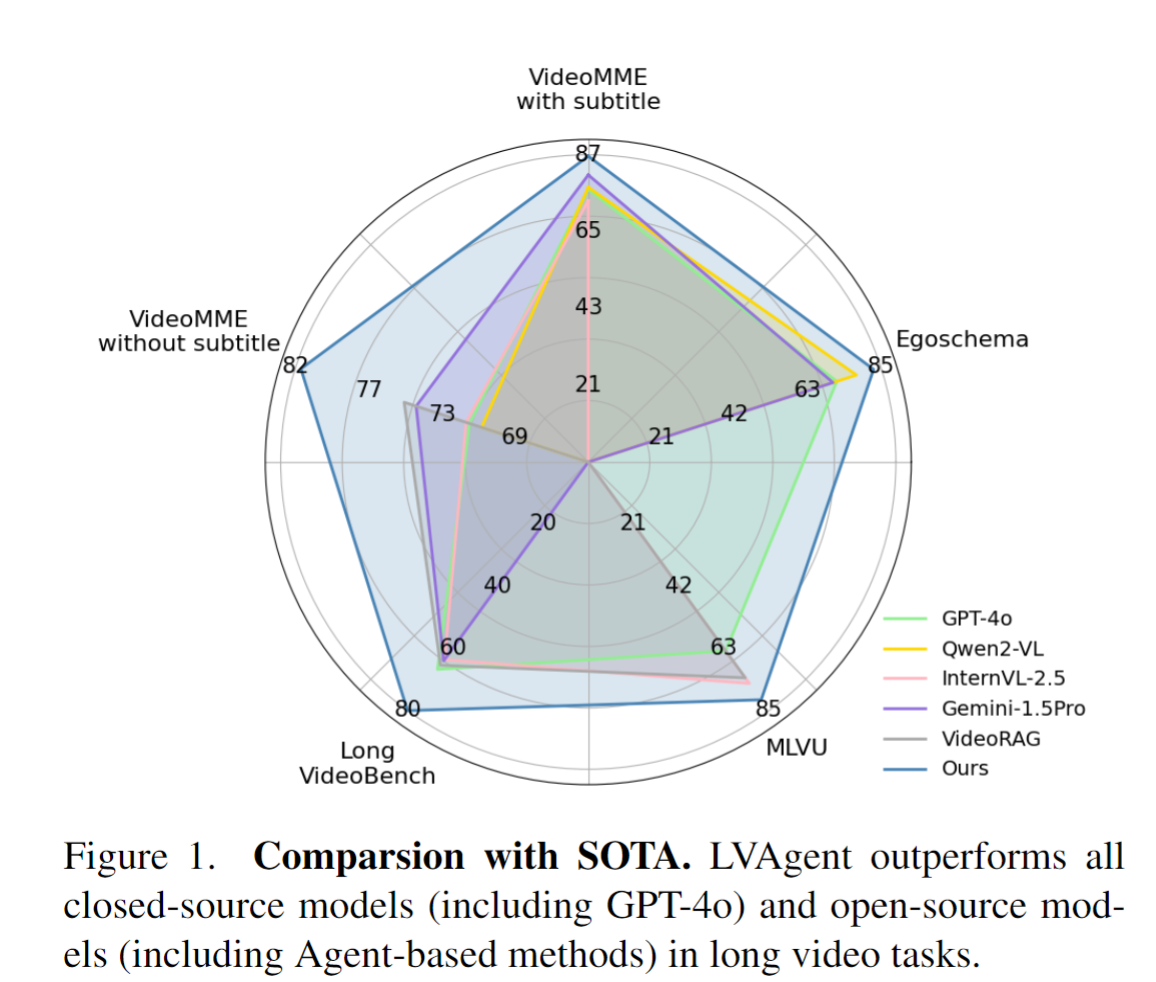 VideoMME
with subtitle
87
65
43
21
Egoschema
85
63
42
21
VideoMME
without subtitle
82
77
73
69
20
40
60
80
Long
VideoBench
21
42
63
85
MLVU
GPT-4o
Qwen2-VL
InternVL-2.5
Gemini-1.5Pro
VideoRAG
Ours
Figure 1. Comparsion with SOTA. LVAgent outperforms all
closed-source models (including GPT-4o) and open-source mod-
els (including Agent-based methods) in long video tasks.